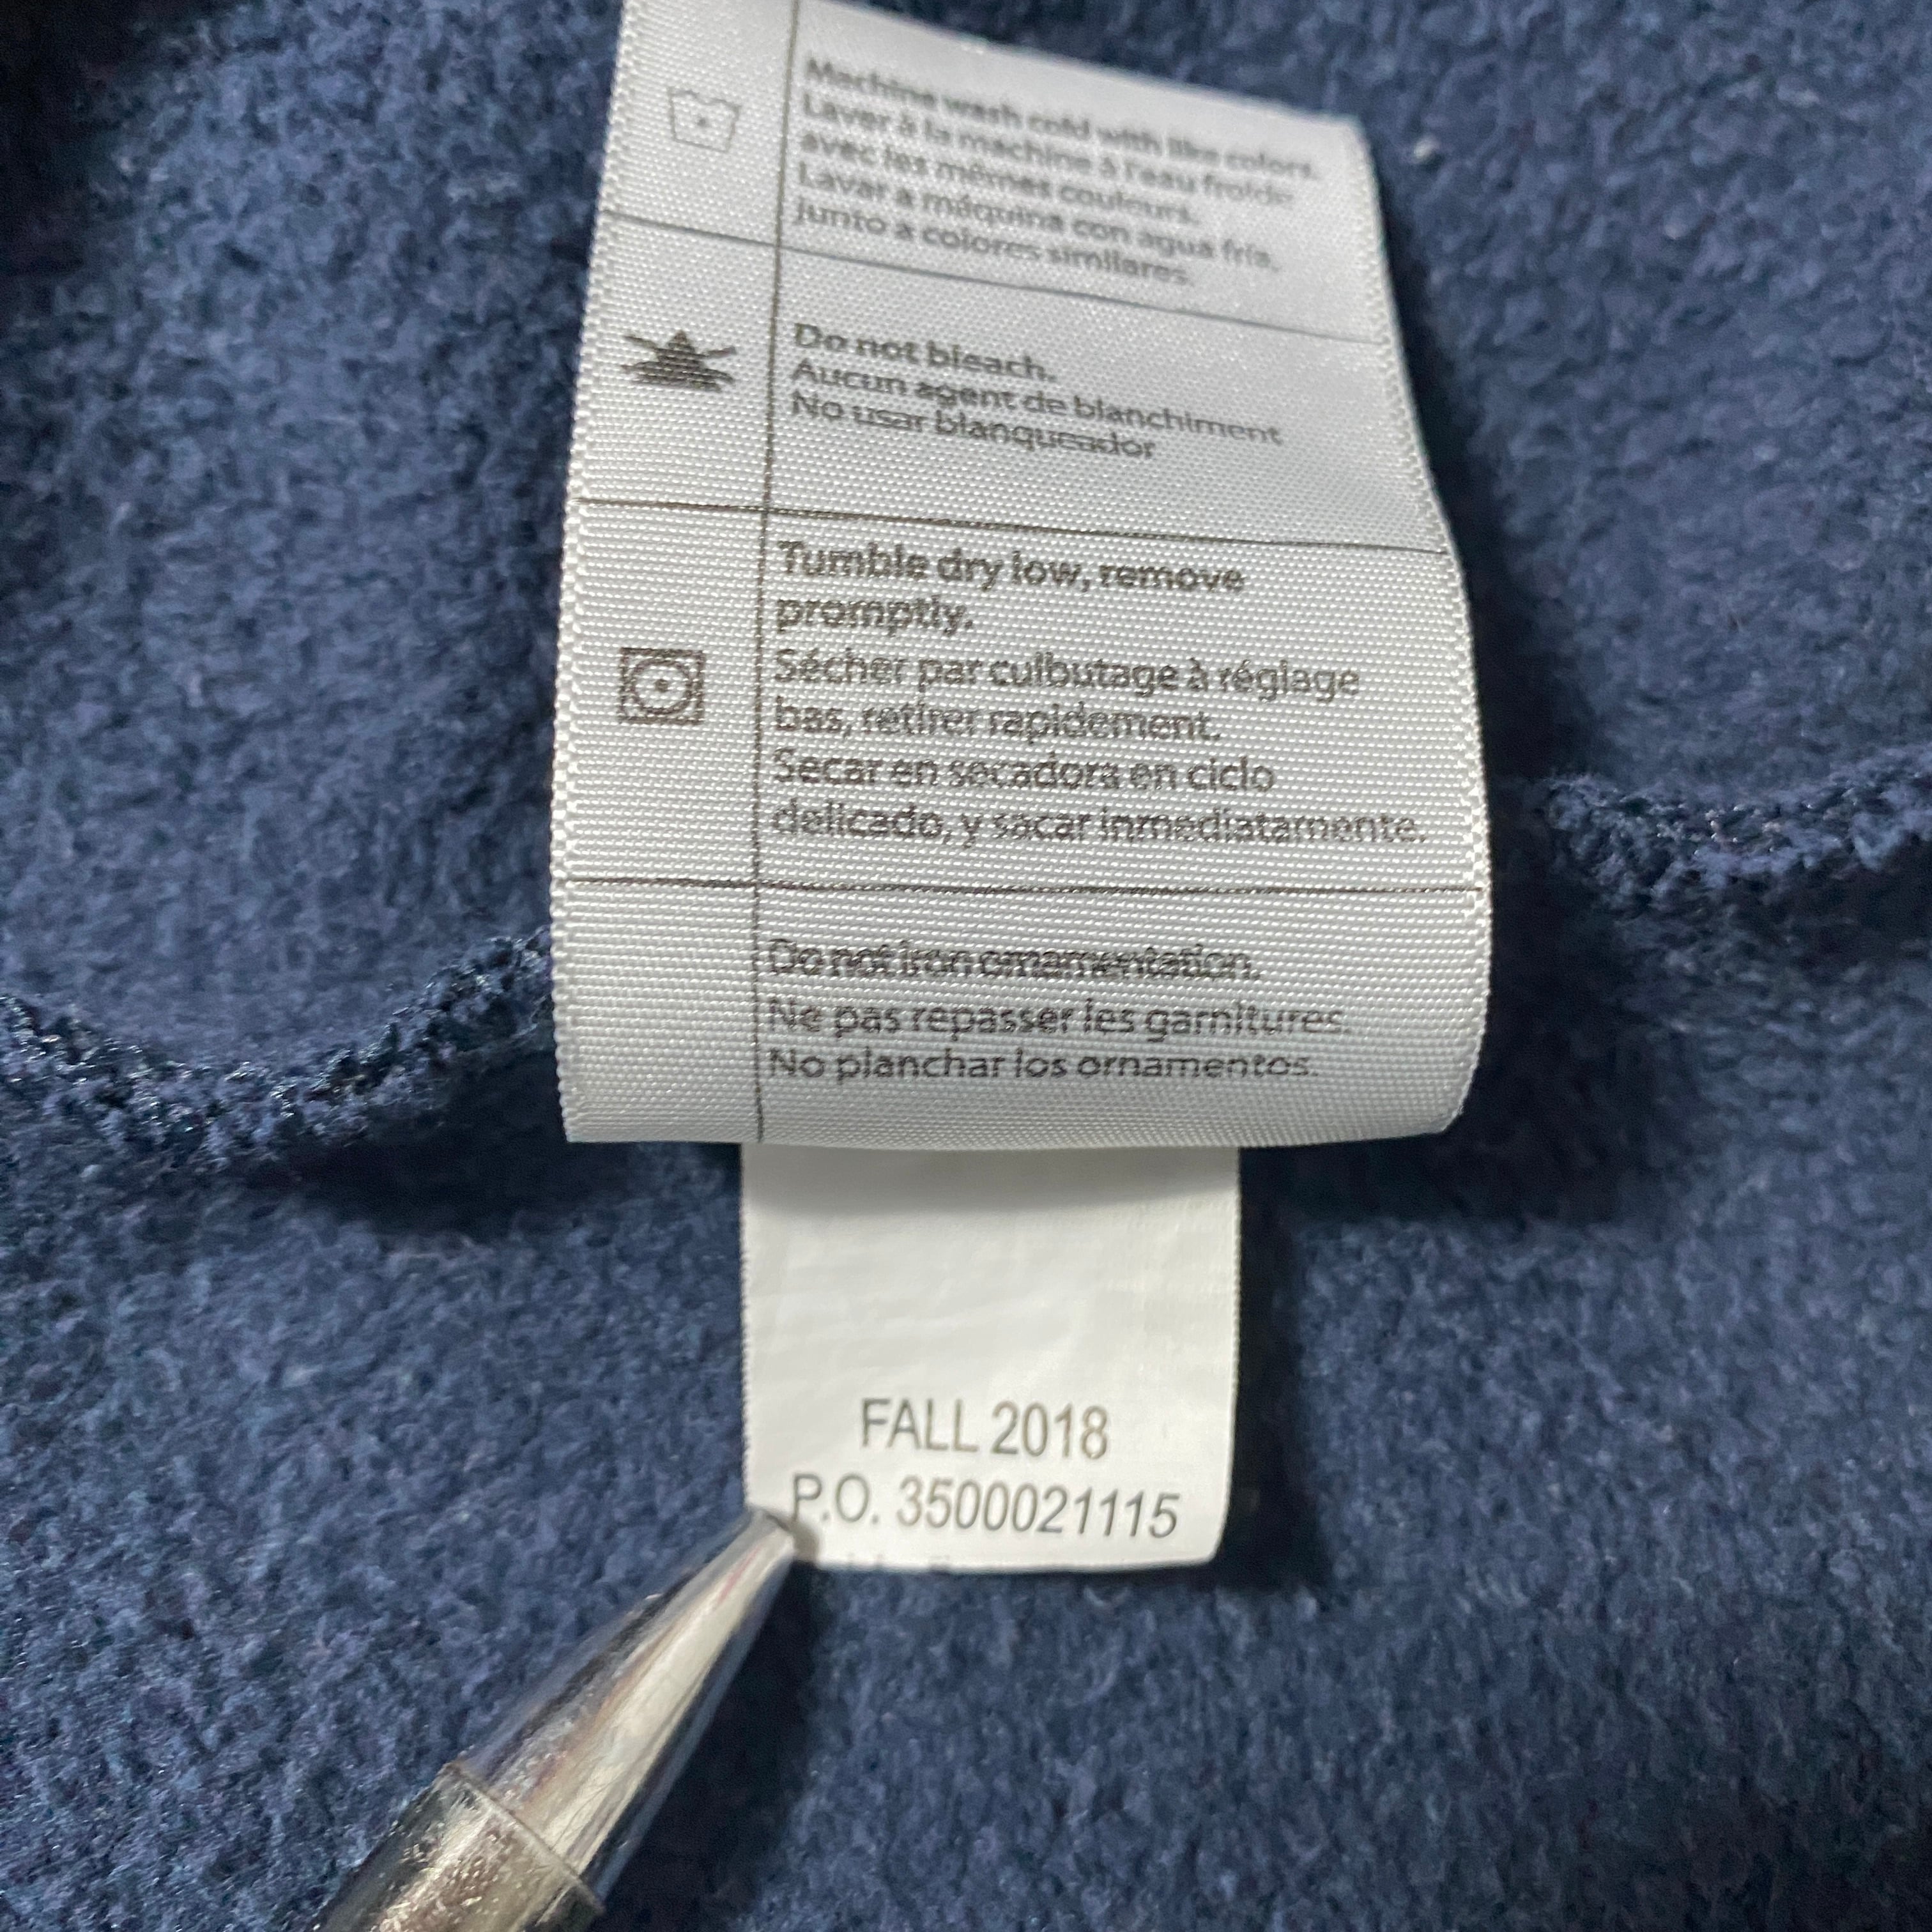 Machine wash cold with like colors.
Laver à la machine à l'eau froide
avec les mêmes couleurs.
Lavar a máquina con agua fría,
junto a colores similares.
Do not bleach.
Aucun agent de blanchiment
No usar blanqueador
Tumble dry low, remove
promptly.
Sécher par culbutage à réglage
bas, retirer rapidement.
Secar en secadora en ciclo
delicado, y sacar inmediatamente.
Do not iron ornamentation.
Ne pas repasser les garnitures.
No planchar los ornamentos.
FALL 2018
P.O. 3500021115